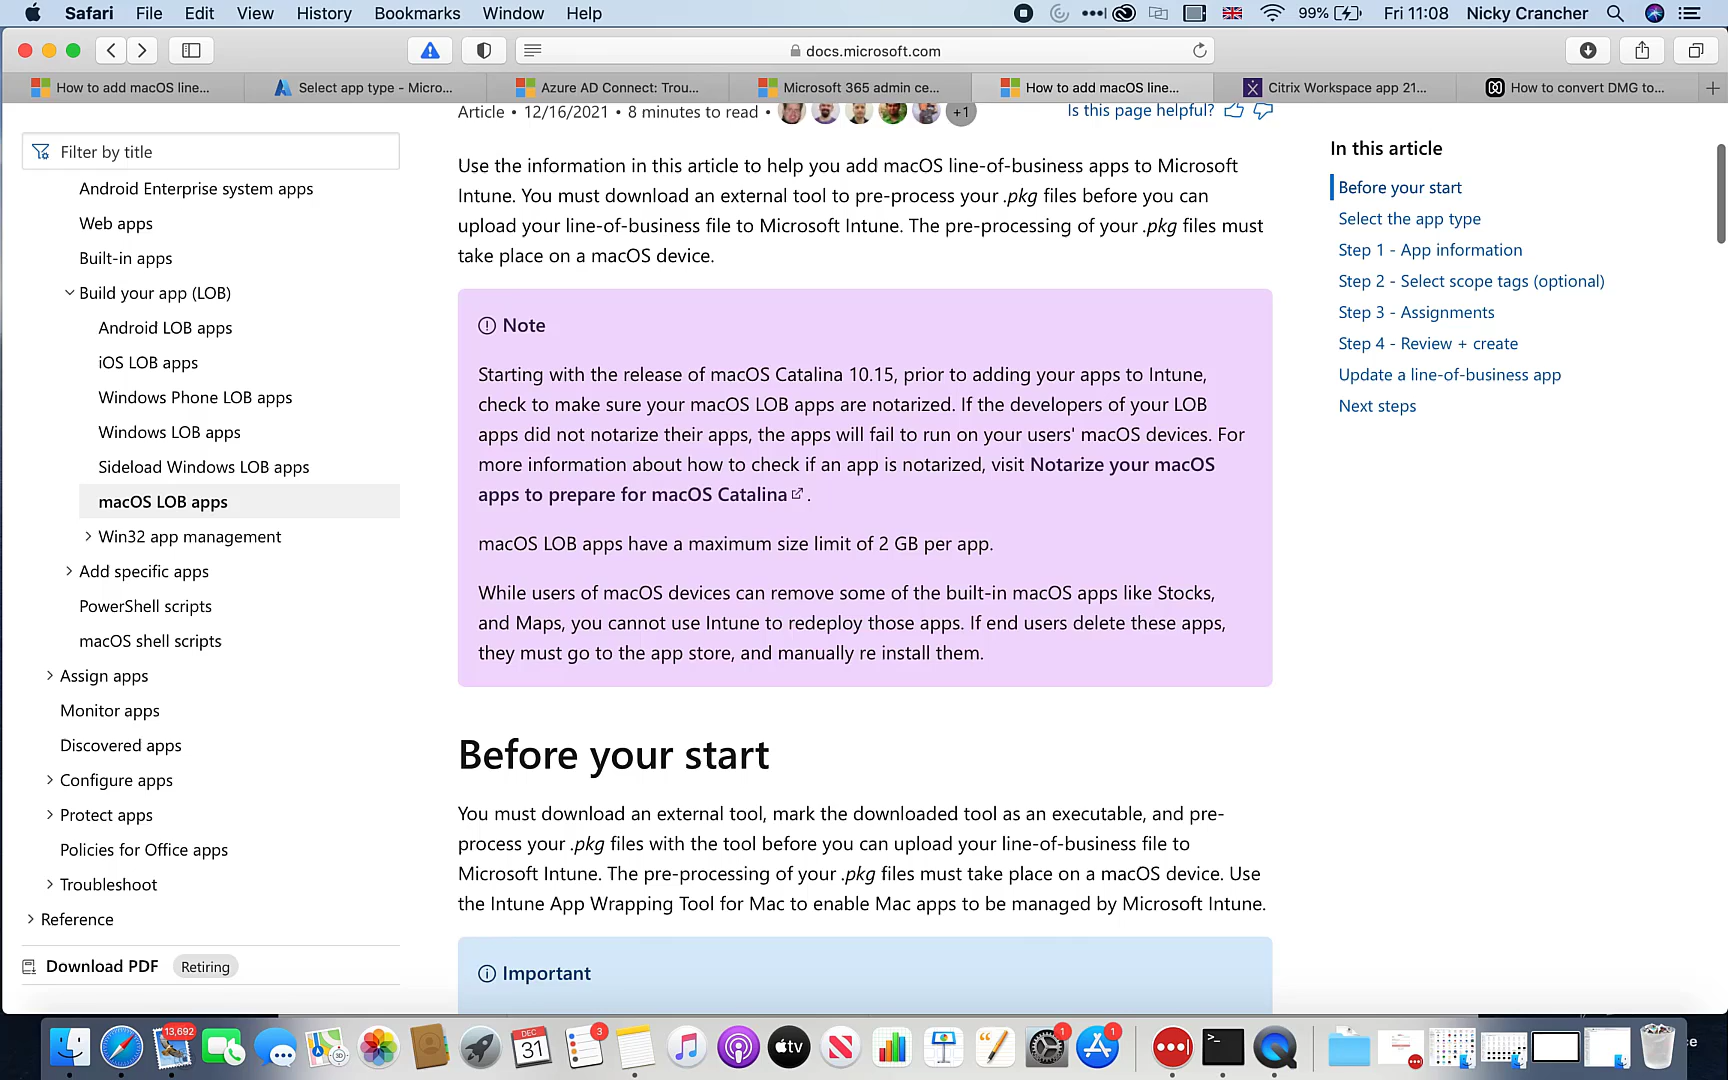 Safari File Edit View History Bookmarks Window Help 99% Fri 11:08 Nicky Crancher
docs.microsoft.com
How to add macOS line...
Select app type - Micro...
Azure AD Connect: Trou...
Microsoft 365 admin ce...
How to add macOS line...
Citrix Workspace app 21...
How to convert DMG to...
Filter by title
Android Enterprise system apps
Web apps
Built-in apps
Build your app (LOB)
Android LOB apps
iOS LOB apps
Windows Phone LOB apps
Windows LOB apps
Sideload Windows LOB apps
macOS LOB apps
Win32 app management
Add specific apps
PowerShell scripts
macOS shell scripts
Assign apps
Monitor apps
Discovered apps
Configure apps
Protect apps
Policies for Office apps
Troubleshoot
Reference
Download PDF Retiring
Article • 12/16/2021 • 8 minutes to read • +1
Is this page helpful?
Use the information in this article to help you add macOS line-of-business apps to Microsoft
Intune. You must download an external tool to pre-process your .pkg files before you can
upload your line-of-business file to Microsoft Intune. The pre-processing of your .pkg files must
take place on a macOS device.
Note
Starting with the release of macOS Catalina 10.15, prior to adding your apps to Intune,
check to make sure your macOS LOB apps are notarized. If the developers of your LOB
apps did not notarize their apps, the apps will fail to run on your users' macOS devices. For
more information about how to check if an app is notarized, visit Notarize your macOS
apps to prepare for macOS Catalina .
macOS LOB apps have a maximum size limit of 2 GB per app.
While users of macOS devices can remove some of the built-in macOS apps like Stocks,
and Maps, you cannot use Intune to redeploy those apps. If end users delete these apps,
they must go to the app store, and manually re install them.
Before your start
You must download an external tool, mark the downloaded tool as an executable, and pre-
process your .pkg files with the tool before you can upload your line-of-business file to
Microsoft Intune. The pre-processing of your .pkg files must take place on a macOS device. Use
the Intune App Wrapping Tool for Mac to enable Mac apps to be managed by Microsoft Intune.
Important
In this article
Before your start
Select the app type
Step 1 - App information
Step 2 - Select scope tags (optional)
Step 3 - Assignments
Step 4 - Review + create
Update a line-of-business app
Next steps
13,692
3D
DEC
31
3
tv
1
1